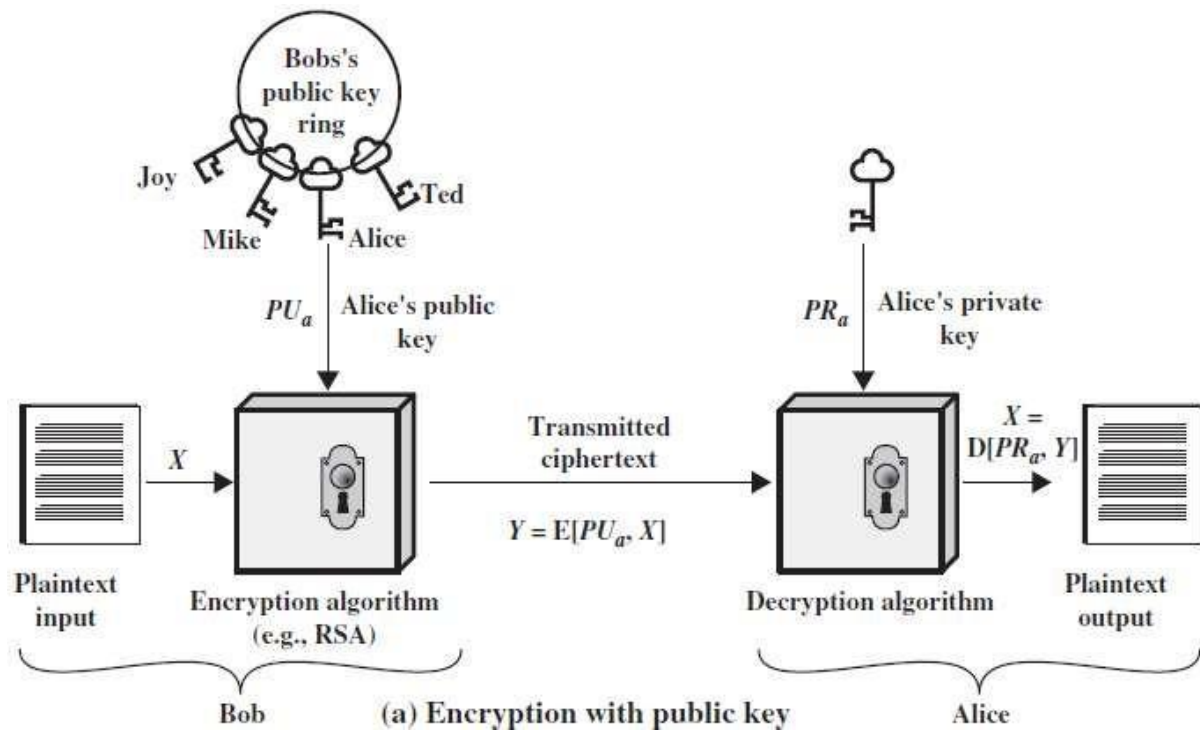 Bobs's
public key
ring
Joy
Ted
Mike
Alice
PUa
Alice's public
key
PRa
Alice's private
key
X
Transmitted
ciphertext
X =
D[PRa, Y]
Y = E[PUa, X]
Plaintext
input
Encryption algorithm
(e.g., RSA)
Decryption algorithm
Plaintext
output
Bob
(a) Encryption with public key
Alice